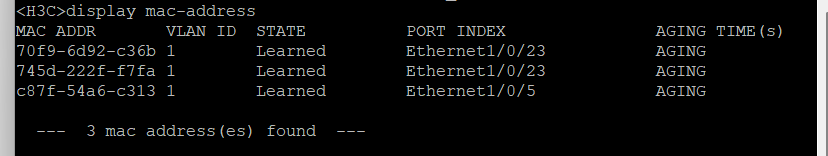 <H3C>display mac-address
MAC ADDR       VLAN ID  STATE          PORT INDEX               AGING TIME(s)
70f9-6d92-c36b 1        Learned        Ethernet1/0/23           AGING
745d-222f-f7fa 1        Learned        Ethernet1/0/23           AGING
c87f-54a6-c313 1        Learned        Ethernet1/0/5            AGING
  ---  3 mac address(es) found  ---